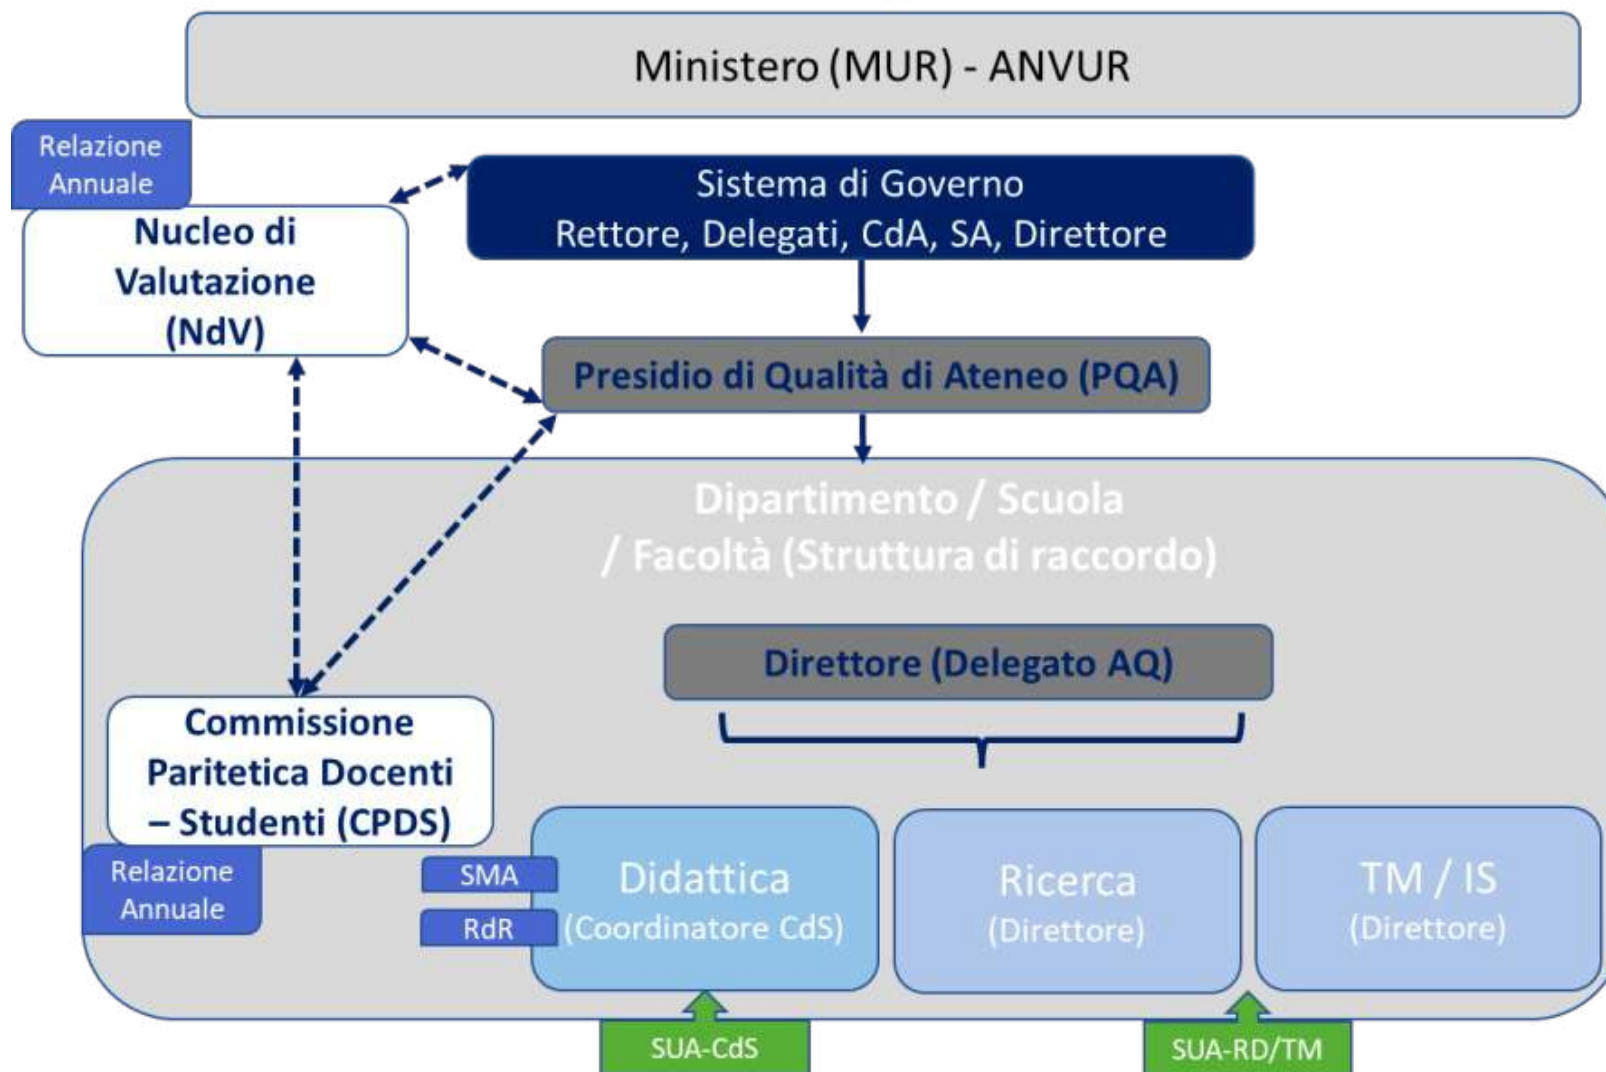 Ministero (MUR) - ANVUR
Relazione
Annuale
Nucleo di
Valutazione
(NdV)
Sistema di Governo
Rettore, Delegati, CdA, SA, Direttore
Presidio di Qualità di Ateneo (PQA)
Dipartimento / Scuola
/ Facoltà (Struttura di raccordo)
Direttore (Delegato AQ)
Commissione
Paritetica Docenti
– Studenti (CPDS)
Relazione
Annuale
SMA
RdR
Didattica
(Coordinatore CdS)
Ricerca
(Direttore)
TM / IS
(Direttore)
SUA-CdS
SUA-RD/TM